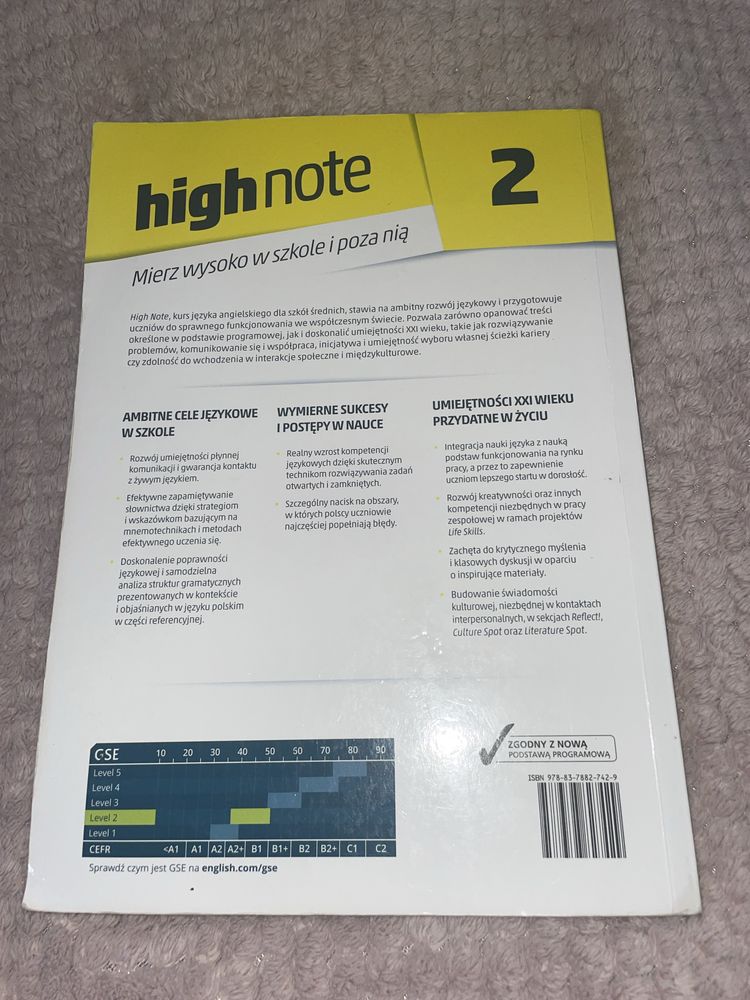 highnote
2
Mierz wysoko w szkole i poza nią
High Note, kurs języka angielskiego dla szkół średnich, stawia na ambitny rozwój językowy i przygotowuje
uczniów do sprawnego funkcjonowania we współczesnym świecie. Pozwala zarówno opanować treści
określone w podstawie programowej, jak i doskonalić umiejętności XXI wieku, takie jak rozwiązywanie
problemów, komunikowanie się i współpraca, inicjatywa i umiejętność wyboru własnej ścieżki kariery
czy zdolność do wchodzenia w interakcje społeczne i międzykulturowe.
AMBITNE CELE JĘZYKOWE
W SZKOLE
Rozwój umiejętności płynnej
komunikacji i gwarancja kontaktu
z żywym językiem.
Efektywne zapamiętywanie
słownictwa dzięki strategiom
i wskazówkom bazującym na
mnemotechnikach i metodach
efektywnego uczenia się.
Doskonalenie poprawności
językowej i samodzielna
analiza struktur gramatycznych
prezentowanych w kontekście
i objaśnianych w języku polskim
w części referencyjnej.
WYMIERNE SUKCESY
I POSTĘPY W NAUCE
Realny wzrost kompetencji
językowych dzięki skutecznym
technikom rozwiązywania zadań
otwartych i zamkniętych.
Szczególny nacisk na obszary,
w których polscy uczniowie
najczęściej popełniają błędy.
UMIEJĘTNOŚCI XXI WIEKU
PRZYDATNE W ŻYCIU
Integracja nauki języka z nauką
podstaw funkcjonowania na rynku
pracy, a przez to zapewnienie
uczniom lepszego startu w dorosłość.
Rozwój kreatywności oraz innych
kompetencji niezbędnych w pracy
zespołowej w ramach projektów
Life Skills.
Zachęta do krytycznego myślenia
i klasowych dyskusji w oparciu
o inspirujące materiały.
Budowanie świadomości
kulturowej, niezbędnej w kontaktach
interpersonalnych, w sekcjach Reflect!,
Culture Spot oraz Literature Spot.
GSE 10 20 30 40 50 60 70 80 90
Level 5
Level 4
Level 3
Level 2
Level 1
CEFR <A1 A1 A2 A2+ B1 B1+ B2 B2+ C1 C2
Sprawdź czym jest GSE na english.com/gse
ZGODNY Z NOWĄ
PODSTAWĄ PROGRAMOWĄ
ISBN 978-83-7882-742-9